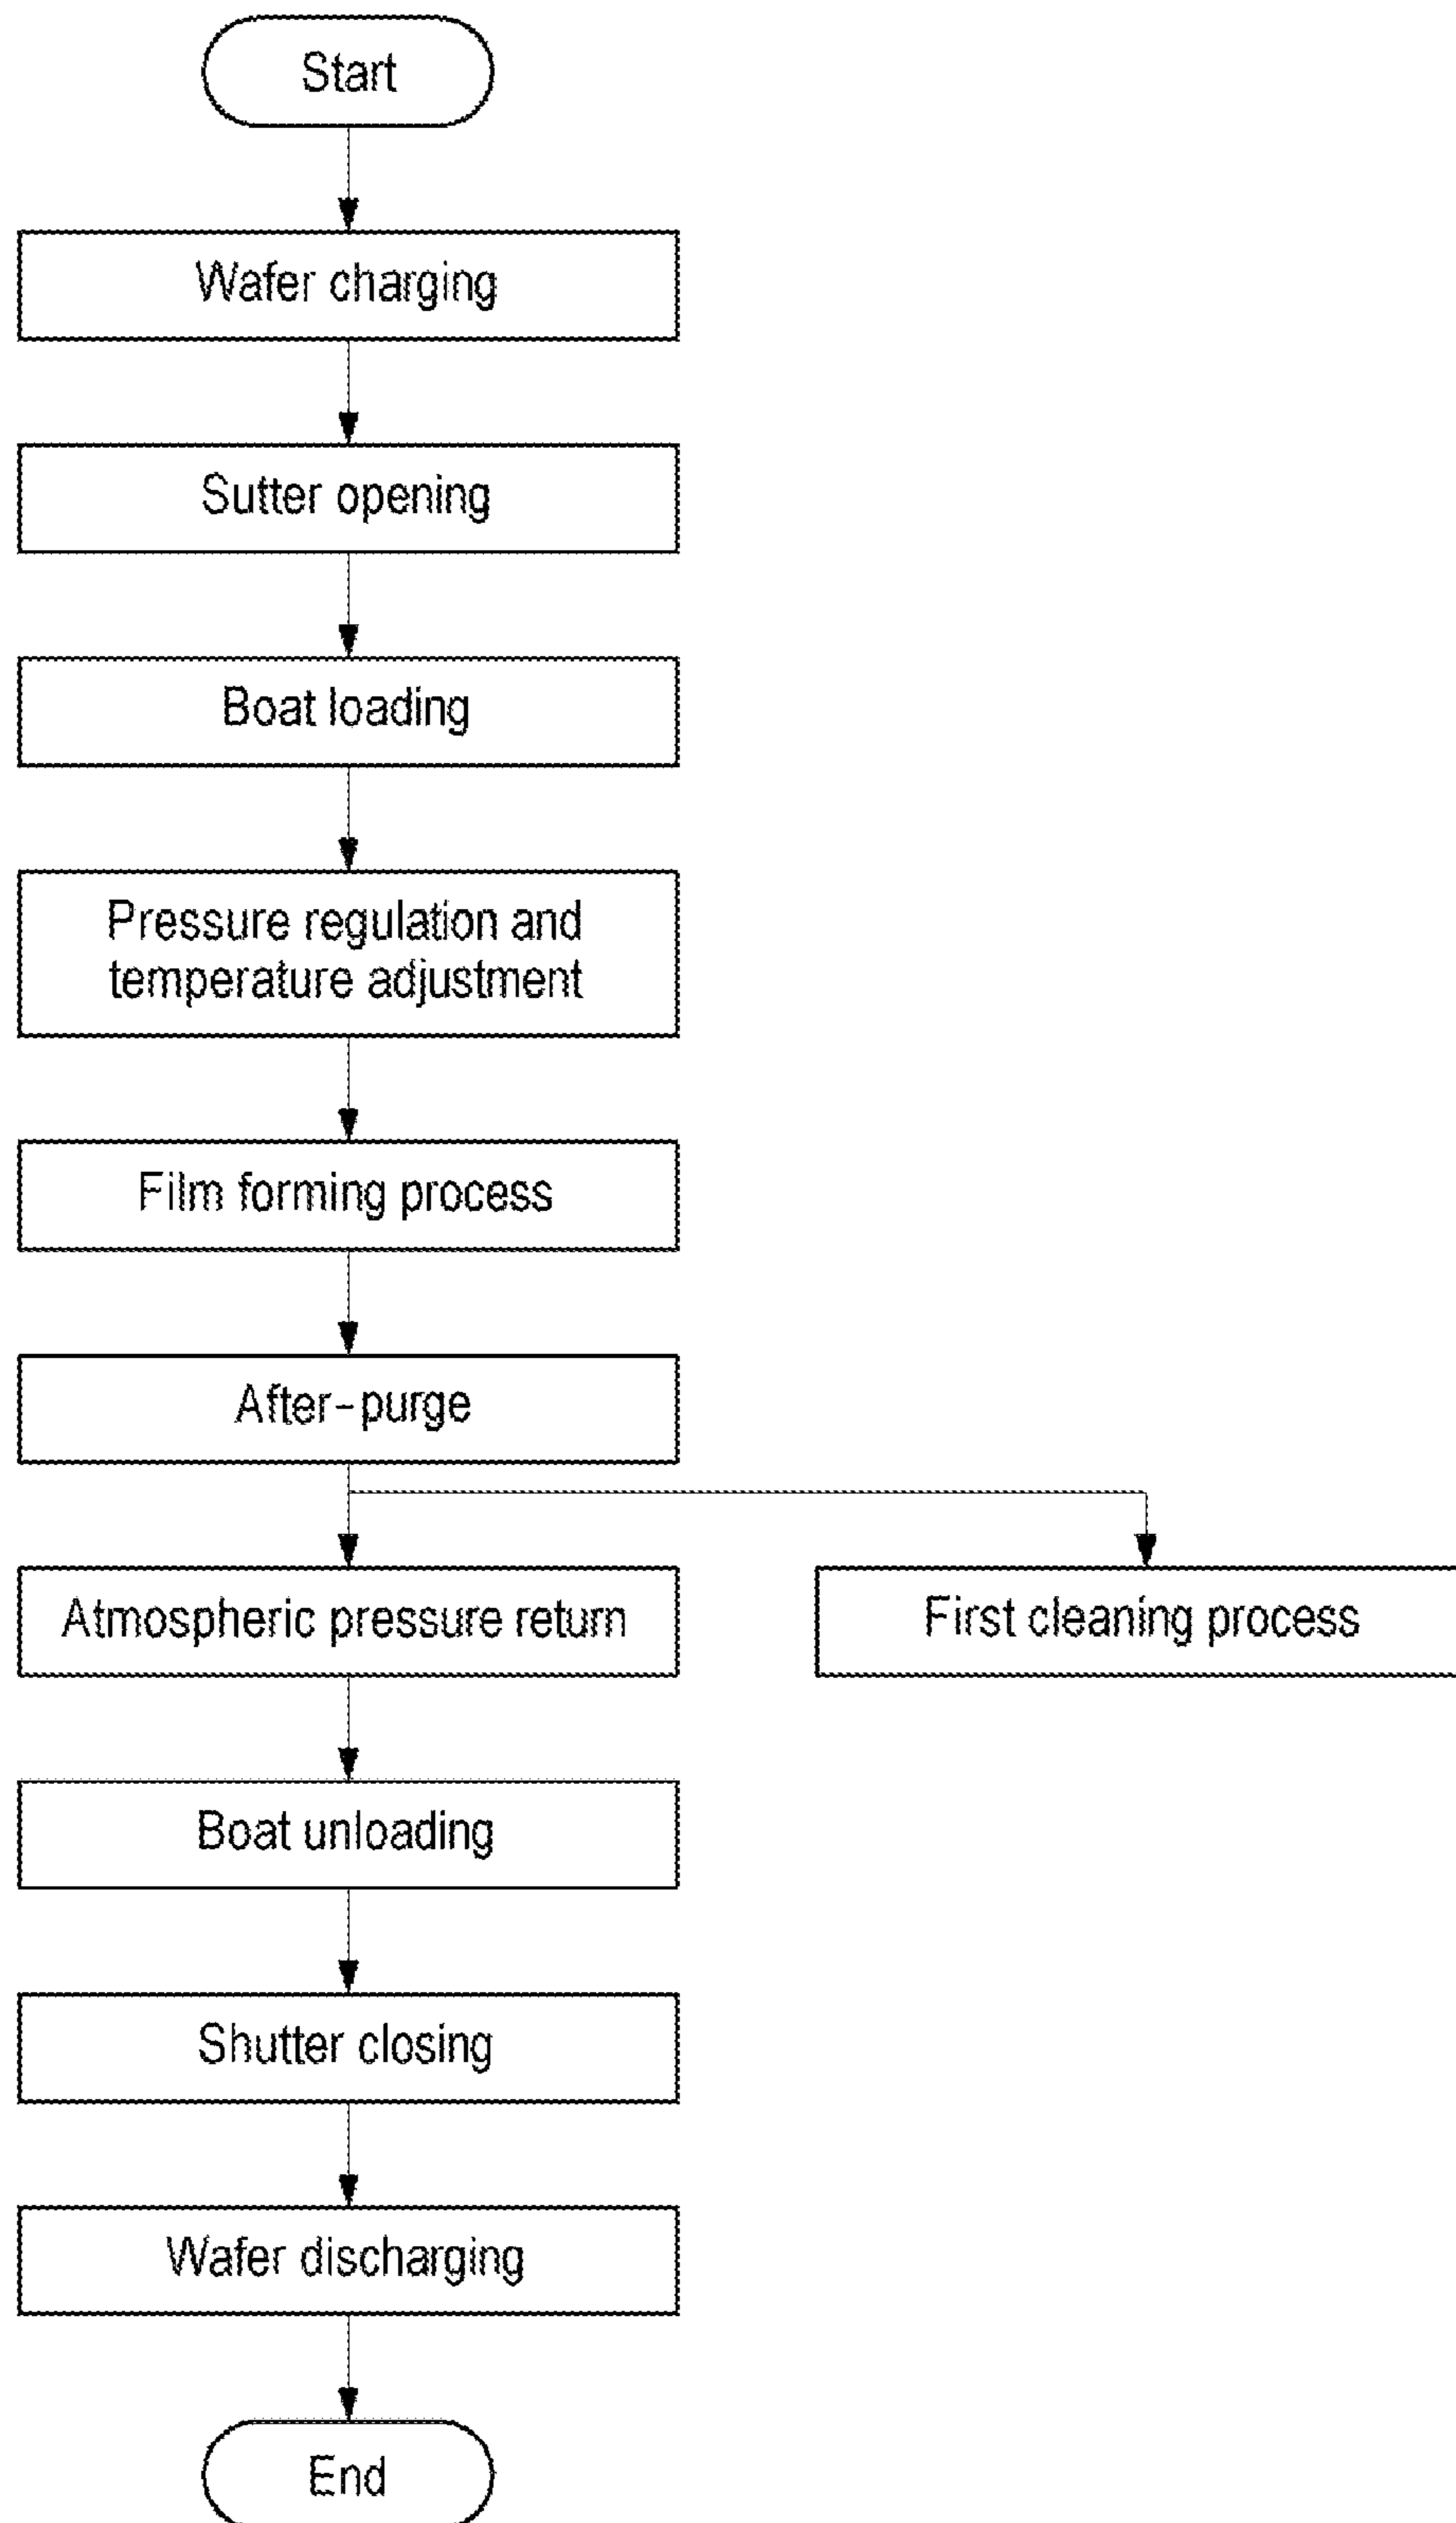 Start
Wafer charging
Sutter opening
Boat loading
Pressure regulation and
temperature adjustment
Film forming process
After-purge
Atmospheric pressure return
First cleaning process
Boat unloading
Shutter closing
Wafer discharging
End